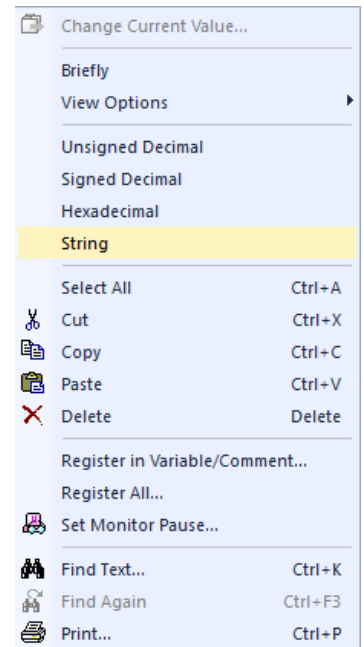 Change Current Value...
Briefly
View Options
Unsigned Decimal
Signed Decimal
Hexadecimal
String
Select All Ctrl+A
Cut Ctrl+X
Copy Ctrl+C
Paste Ctrl+V
Delete Delete
Register in Variable/Comment...
Register All...
Set Monitor Pause...
Find Text... Ctrl+K
Find Again Ctrl+F3
Print... Ctrl+P